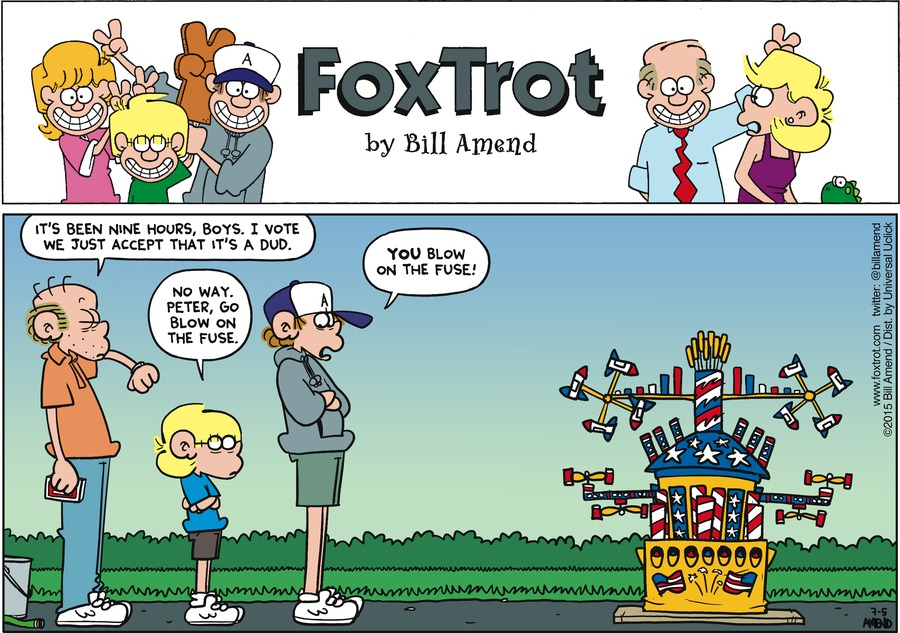 A
FOXTROT
by Bill Amend
IT'S BEEN NINE HOURS, BOYS. I VOTE
WE JUST ACCEPT THAT IT'S A DUD.
NO WAY.
PETER, GO
BLOW ON
THE FUSE.
YOU BLOW
ON THE FUSE!
A
www.foxtrot.com twitter: @billamend
©2015 Bill Amend / Dist. by Universal Uclick
7-5
AMEND